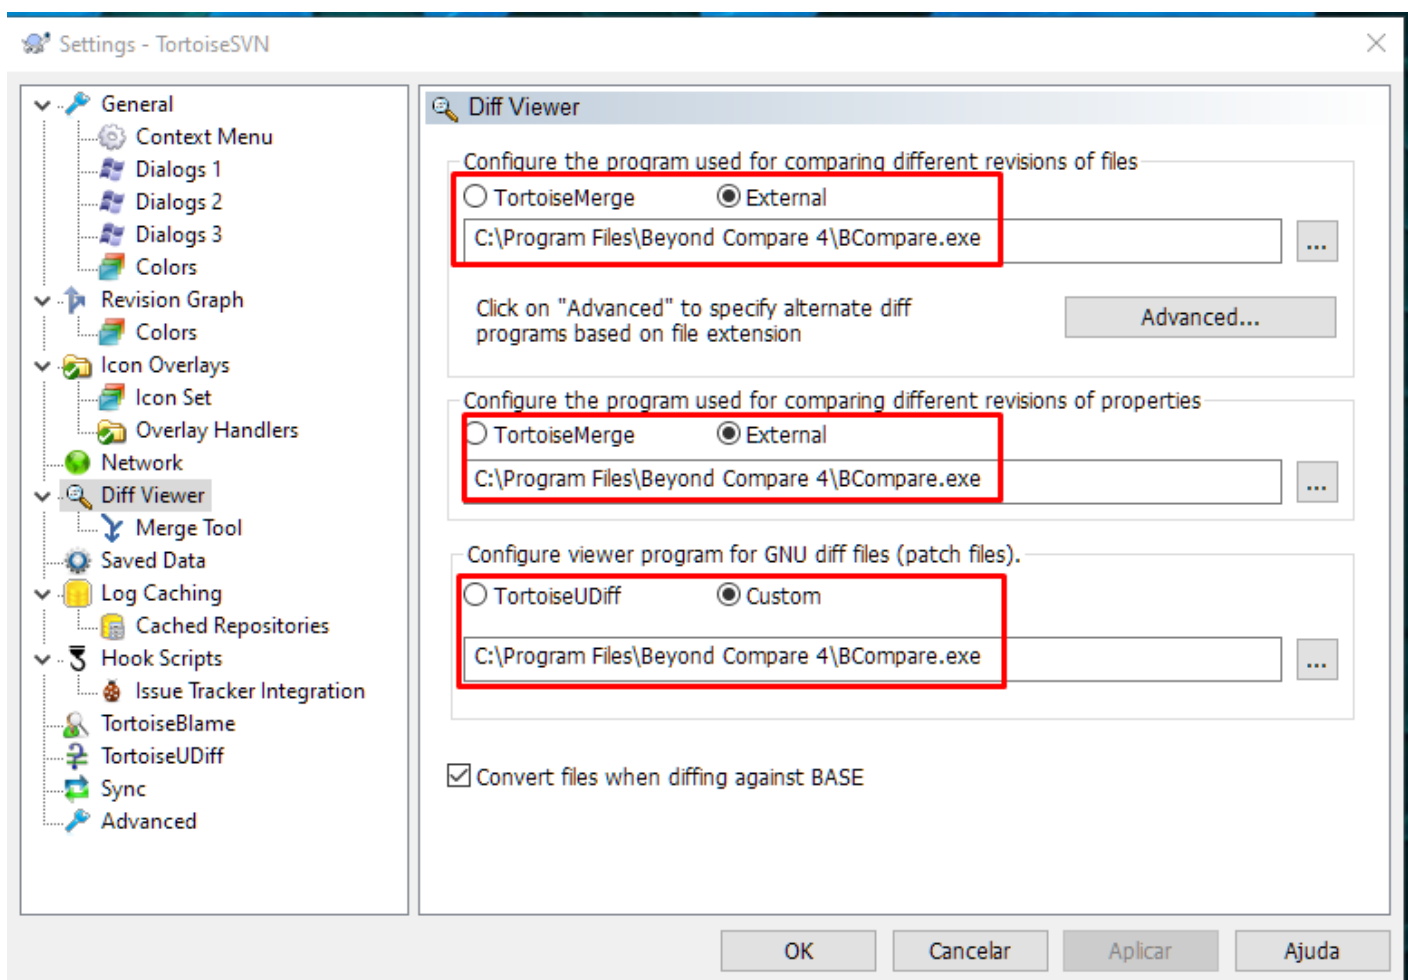 Settings - TortoiseSVN
General
Context Menu
Dialogs 1
Dialogs 2
Dialogs 3
Colors
Revision Graph
Colors
Icon Overlays
Icon Set
Overlay Handlers
Network
Diff Viewer
Merge Tool
Saved Data
Log Caching
Cached Repositories
Hook Scripts
Issue Tracker Integration
TortoiseBlame
TortoiseUDiff
Sync
Advanced
Diff Viewer
Configure the program used for comparing different revisions of files
TortoiseMerge External
C:\Program Files\Beyond Compare 4\BCompare.exe ...
Click on "Advanced" to specify alternate diff
programs based on file extension
Advanced...
Configure the program used for comparing different revisions of properties
TortoiseMerge External
C:\Program Files\Beyond Compare 4\BCompare.exe ...
Configure viewer program for GNU diff files (patch files).
TortoiseUDiff Custom
C:\Program Files\Beyond Compare 4\BCompare.exe ...
Convert files when diffing against BASE
OK Cancelar Aplicar Ajuda